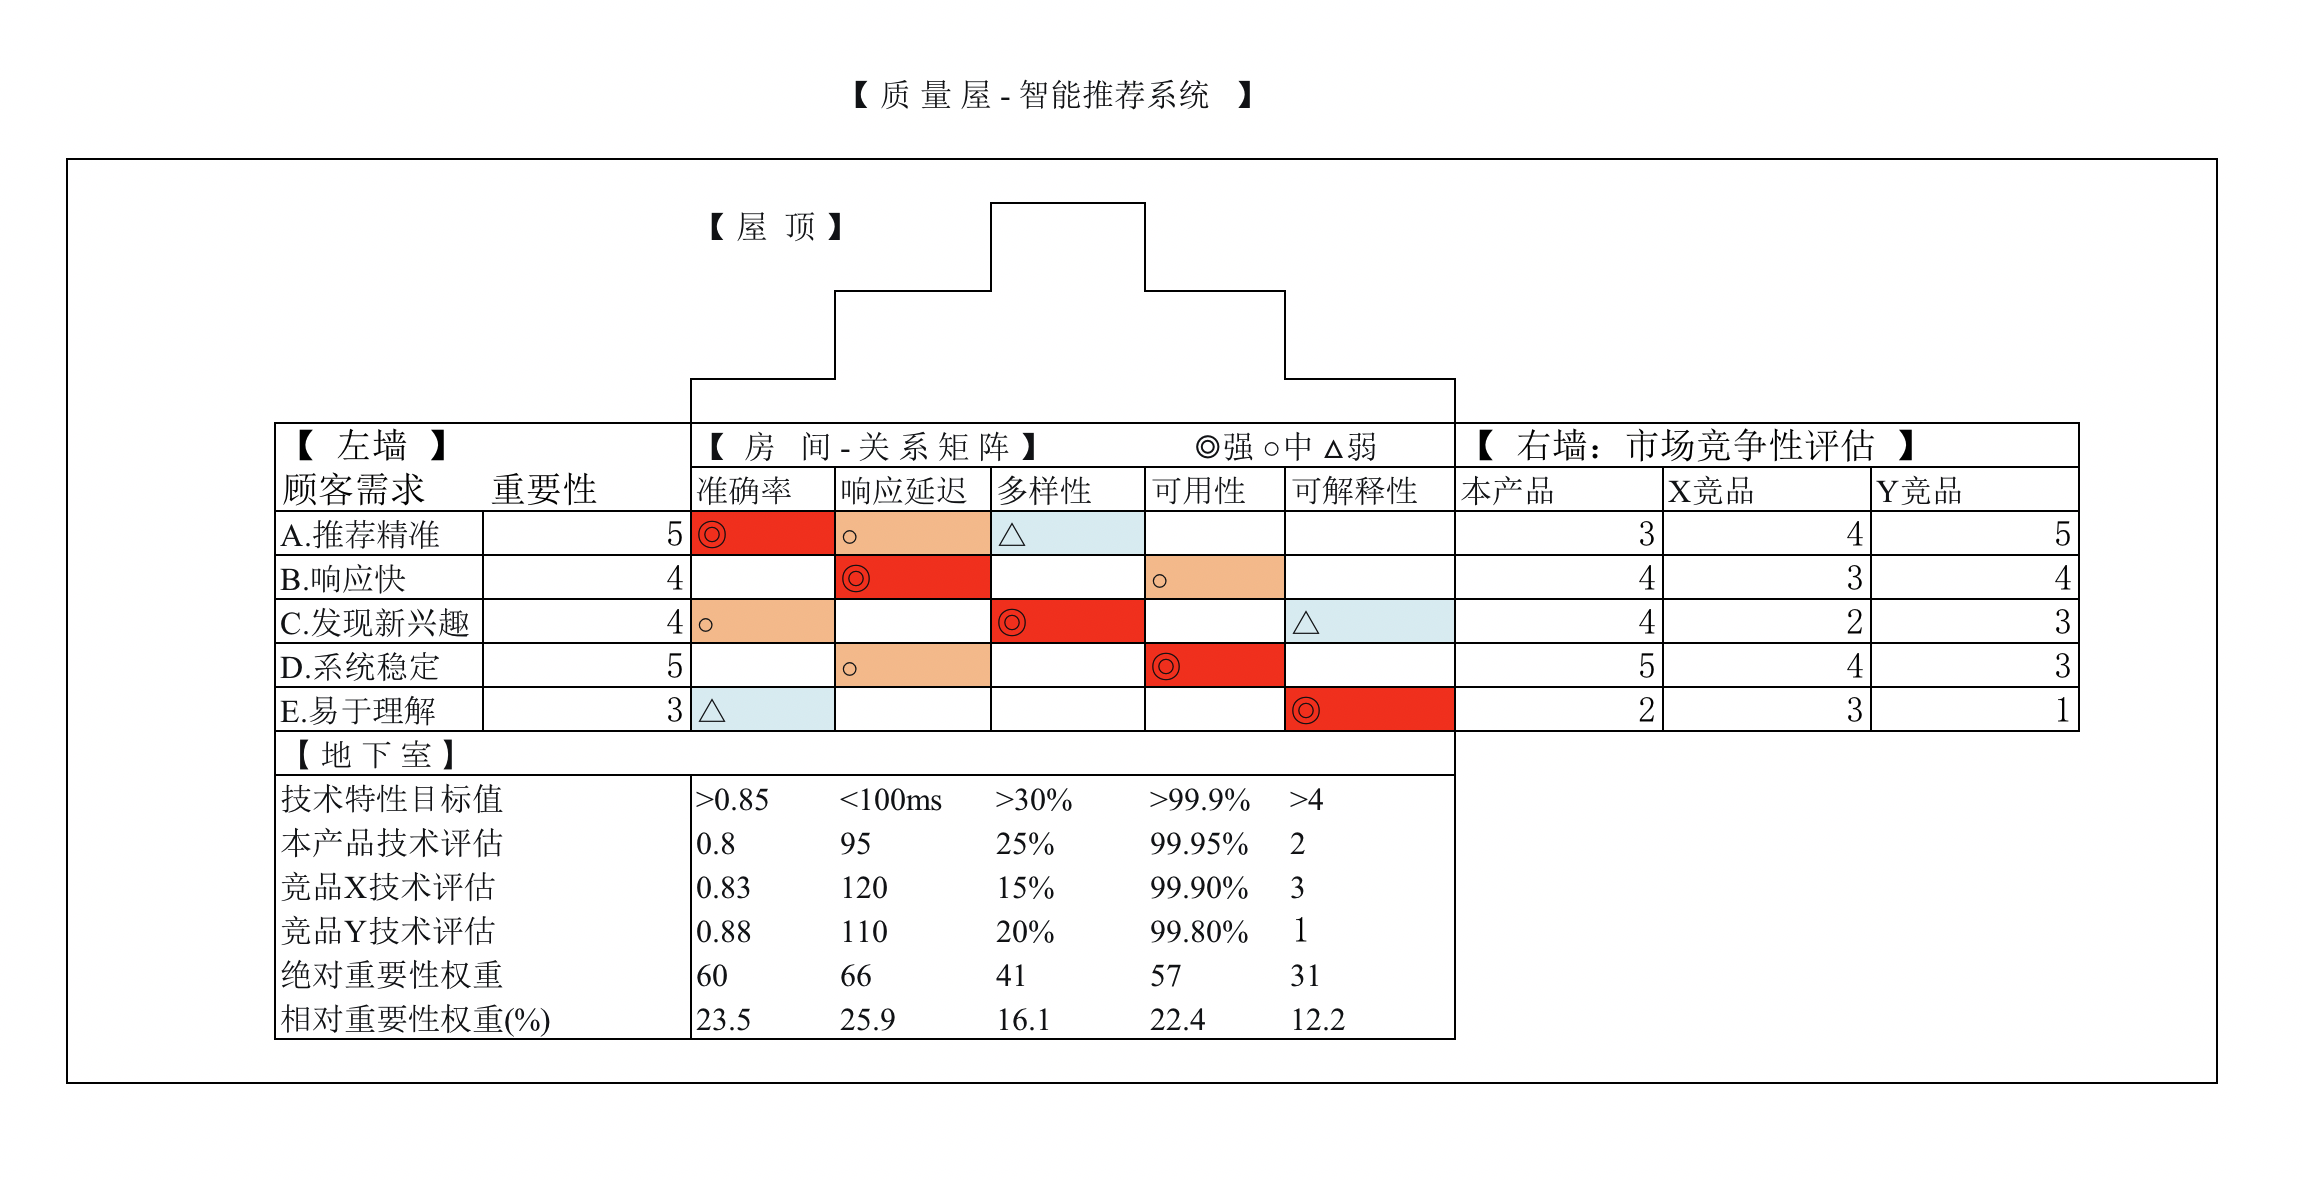 【 质 量 屋 - 智能推荐系统 】
【 屋 顶 】
【 左墙 】 【 房 间 - 关 系 矩 阵 】 ◎强 ○中 △弱 【 右墙：市场竞争性评估 】
顾客需求 重要性 准确率 响应延迟 多样性 可用性 可解释性 本产品 X竞品 Y竞品
A.推荐精准 5 ◎ ○ △ 3 4 5
B.响应快 4 ◎ ○ 4 3 4
C.发现新兴趣 4 ○ ◎ △ 4 2 3
D.系统稳定 5 ○ ◎ 5 4 3
E.易于理解 3 △ ◎ 2 3 1
【 地 下 室 】
技术特性目标值 >0.85 <100ms >30% >99.9% >4
本产品技术评估 0.8 95 25% 99.95% 2
竞品X技术评估 0.83 120 15% 99.90% 3
竞品Y技术评估 0.88 110 20% 99.80% 1
绝对重要性权重 60 66 41 57 31
相对重要性权重(%) 23.5 25.9 16.1 22.4 12.2